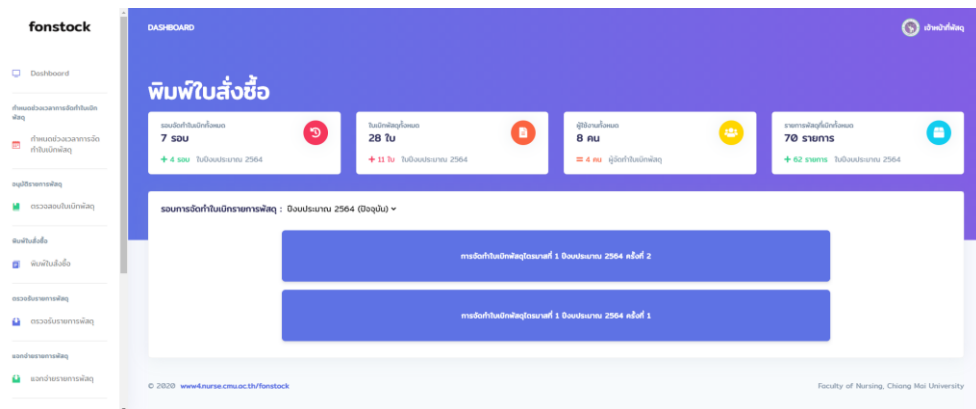 fonstock
Dashboard
กำหนดช่วงเวลาการจัดทำใบเบิก
พัสดุ
กำหนดช่วงเวลาการจัด
ทำใบเบิกพัสดุ
อนุมัติรายการพัสดุ
ตรวจสอบใบเบิกพัสดุ
พิมพ์ใบสั่งซื้อ
พิมพ์ใบสั่งซื้อ
ตรวจรับรายการพัสดุ
ตรวจรับรายการพัสดุ
แจกจ่ายรายการพัสดุ
แจกจ่ายรายการพัสดุ
DASHBOARD
เจ้าหน้าที่พัสดุ
พิมพ์ใบสั่งซื้อ
รอบจัดทำใบเบิกทั้งหมด
7 รอบ
+ 4 รอบ ในปีงบประมาณ 2564
ใบเบิกพัสดุทั้งหมด
28 ใบ
+ 11 ใบ ในปีงบประมาณ 2564
ผู้ใช้งานทั้งหมด
8 คน
= 4 คน ผู้จัดทำใบเบิกพัสดุ
รายการพัสดุที่เบิกทั้งหมด
70 รายการ
+ 62 รายการ ในปีงบประมาณ 2564
รอบการจัดทำใบเบิกรายการพัสดุ : ปีงบประมาณ 2564 (ปัจจุบัน)
การจัดทำใบเบิกพัสดุไตรมาสที่ 1 ปีงบประมาณ 2564 ครั้งที่ 2
การจัดทำใบเบิกพัสดุไตรมาสที่ 1 ปีงบประมาณ 2564 ครั้งที่ 1
© 2020 www4.nurse.cmu.ac.th/fonstock
Faculty of Nursing, Chiang Mai University